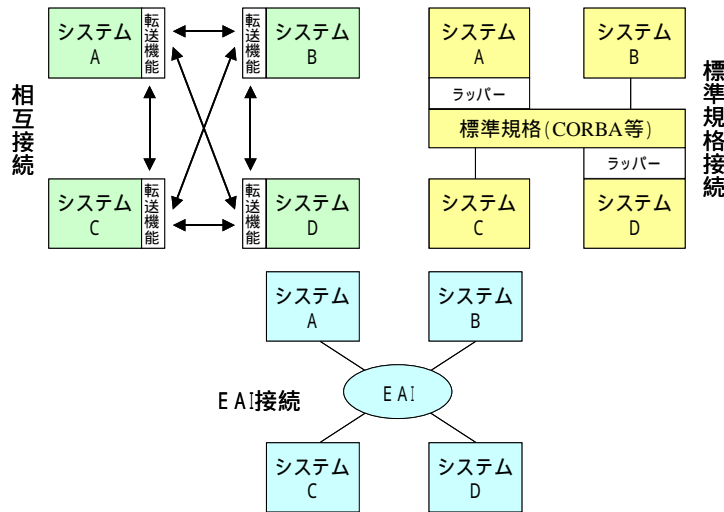 相互接続
システム
A
転送機能
転送機能
システム
B
システム
C
転送機能
転送機能
システム
D
標準規格接続
システム
A
システム
B
ラッパー
標準規格(CORBA等)
ラッパー
システム
C
システム
D
EAI接続
システム
A
システム
B
EAI
システム
C
システム
D